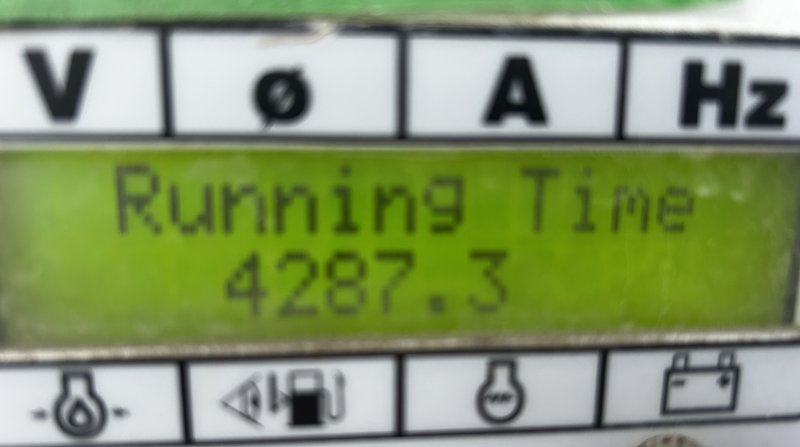 V ø A Hz
Running Time
4287.3